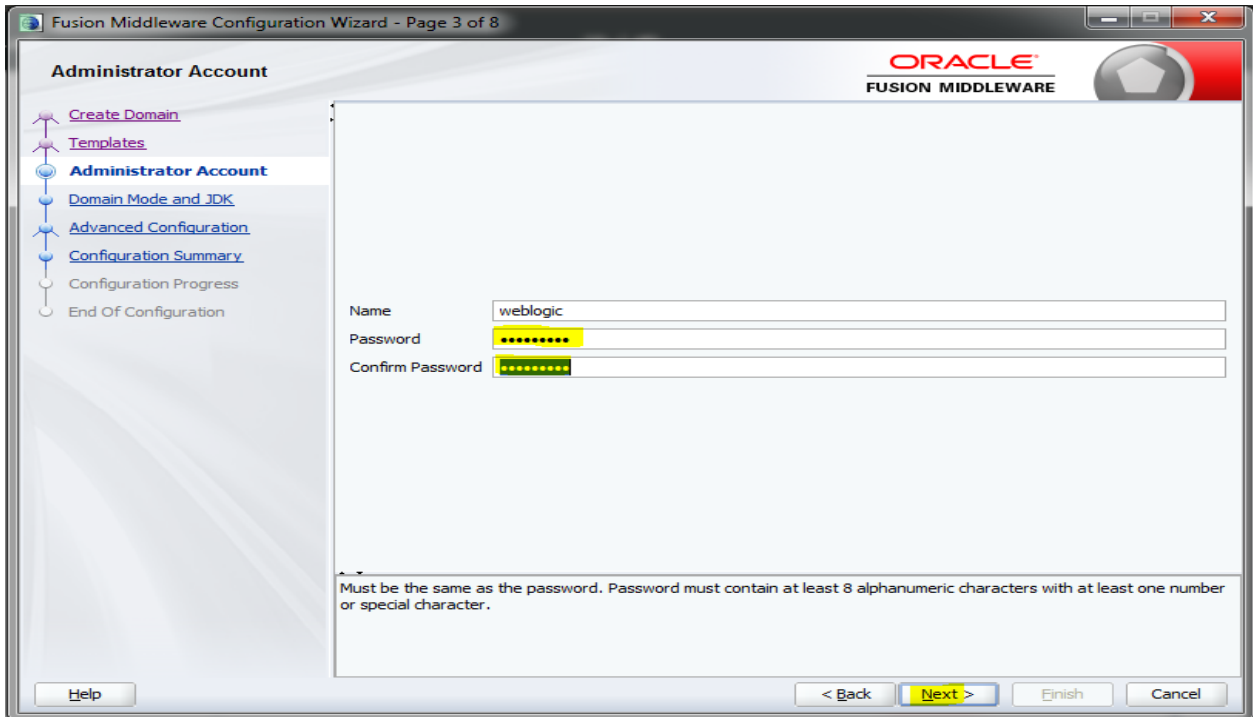 Fusion Middleware Configuration Wizard - Page 3 of 8
Administrator Account
ORACLE
FUSION MIDDLEWARE
Create Domain
Templates
Administrator Account
Domain Mode and JDK
Advanced Configuration
Configuration Summary
Configuration Progress
End Of Configuration
Name weblogic
Password •••••••••
Confirm Password •••••••••
Must be the same as the password. Password must contain at least 8 alphanumeric characters with at least one number
or special character.
Help < Back Next > Finish Cancel